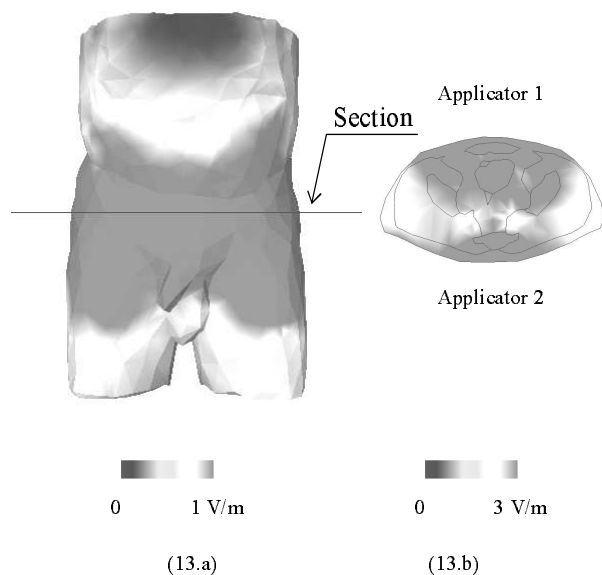 Applicator 1
Section
Applicator 2
0 1 V/m
0 3 V/m
(13.a)
(13.b)